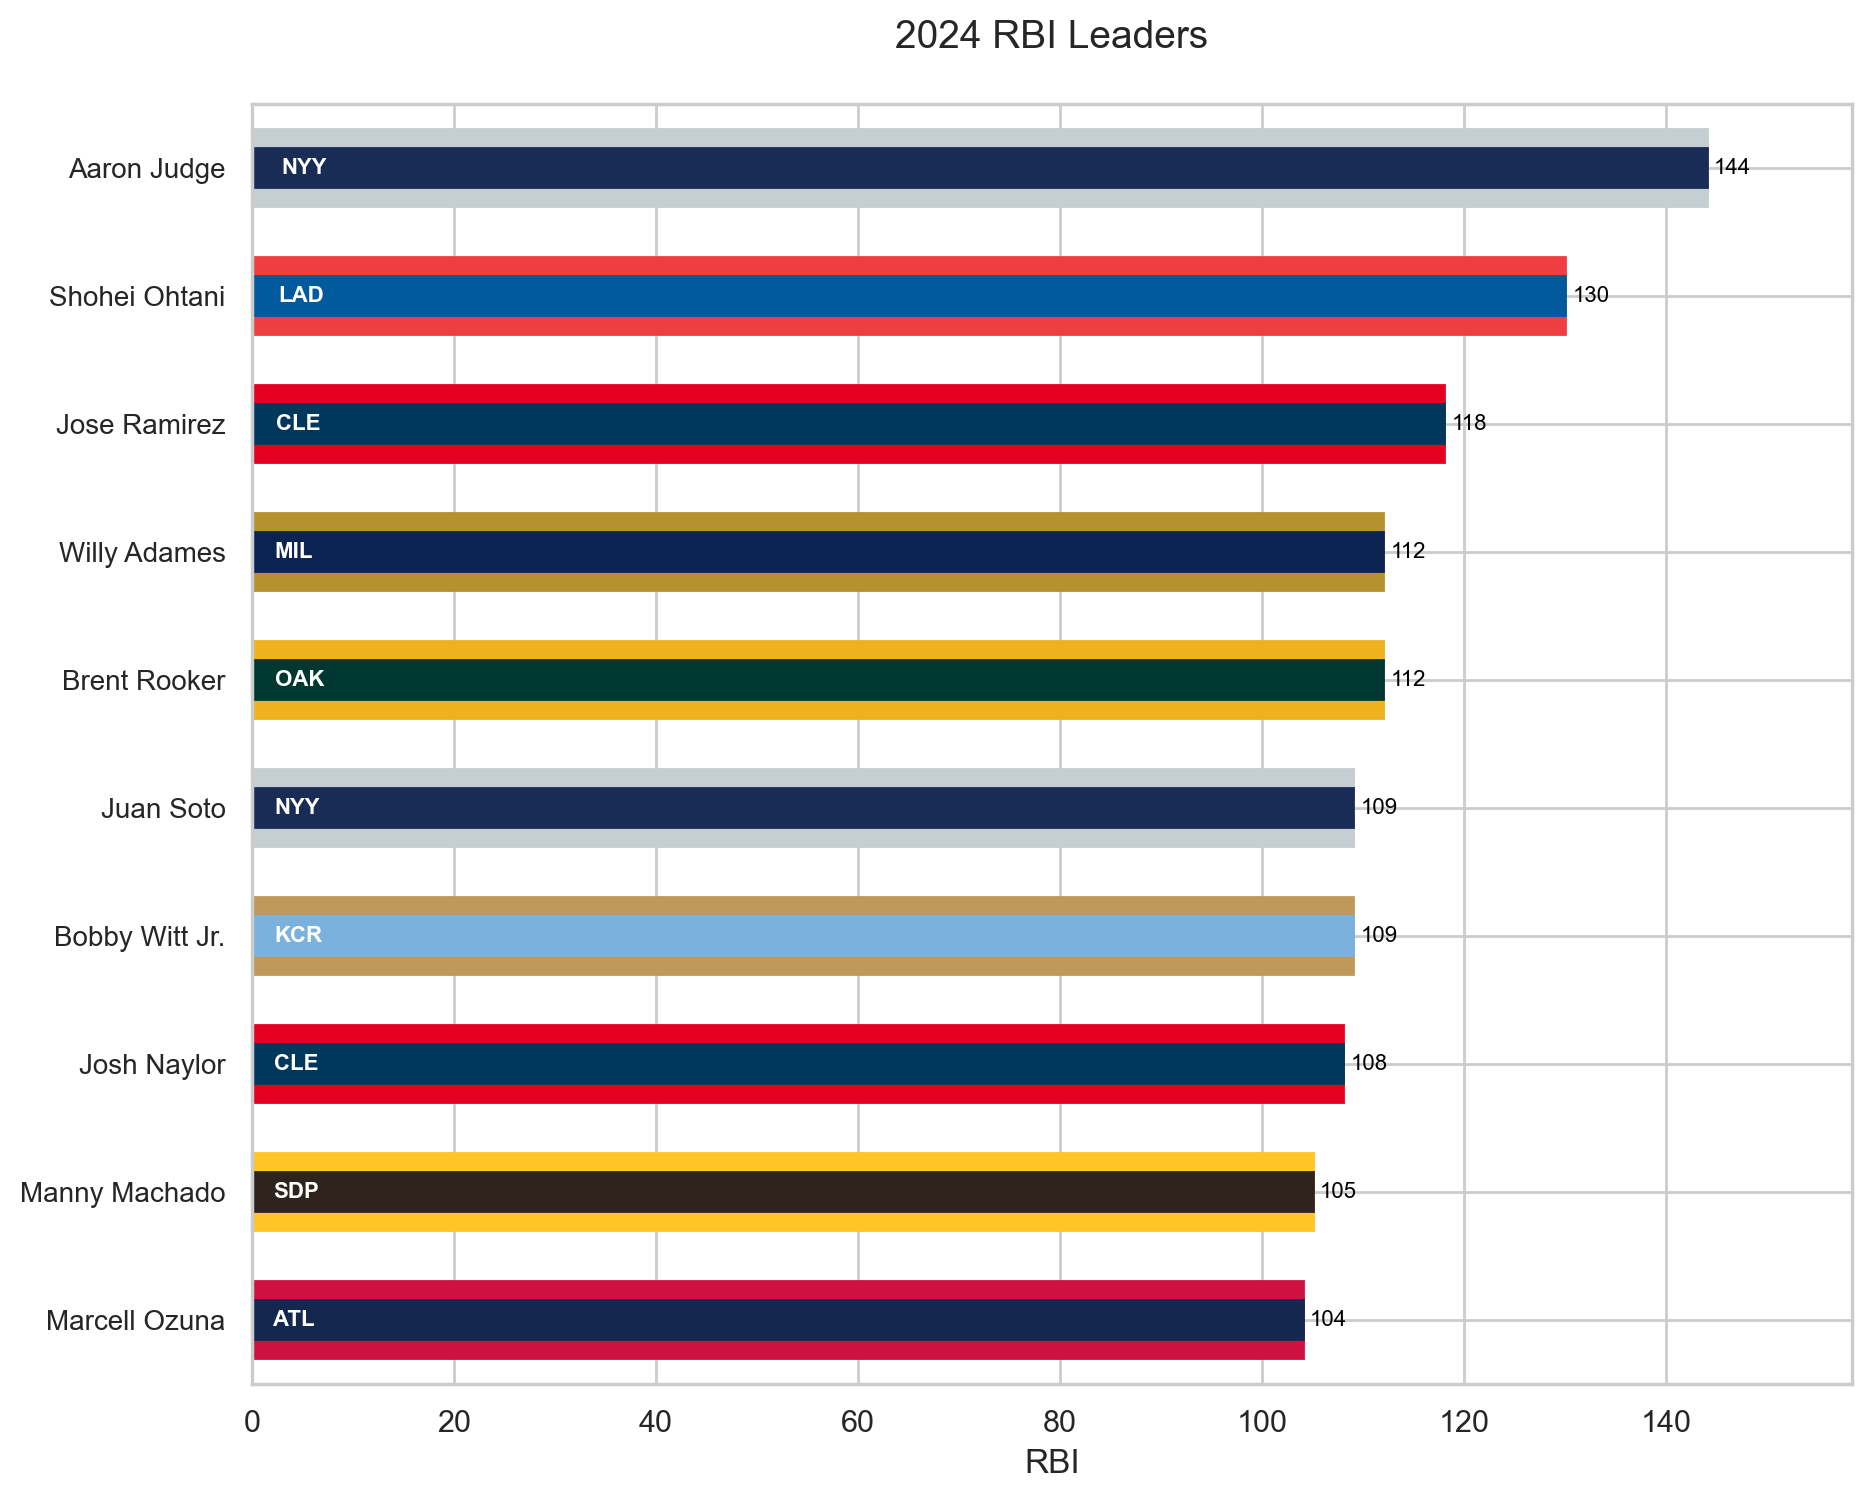 2024 RBI Leaders
Aaron Judge NYY 144
Shohei Ohtani LAD 130
Jose Ramirez CLE 118
Willy Adames MIL 112
Brent Rooker OAK 112
Juan Soto NYY 109
Bobby Witt Jr. KCR 109
Josh Naylor CLE 108
Manny Machado SDP 105
Marcell Ozuna ATL 104
0 20 40 60 80 100 120 140
RBI